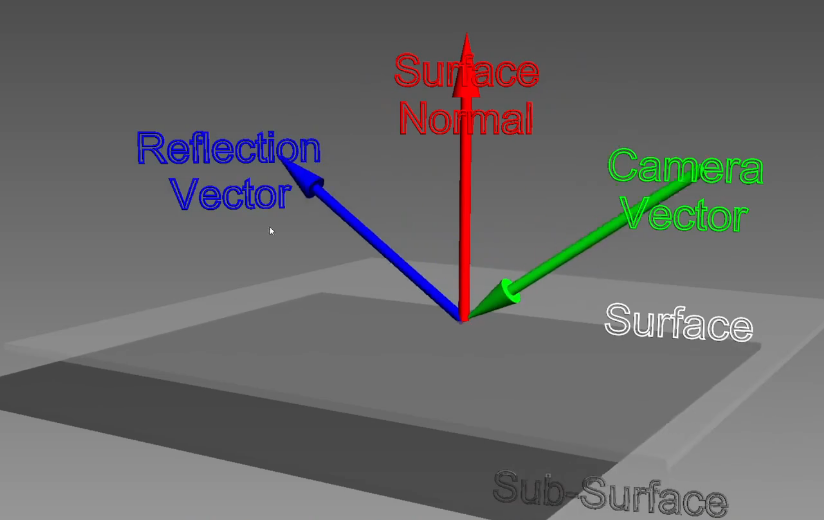 Surface
Normal
Reflection
Vector
Camera
Vector
Surface
Sub-Surface